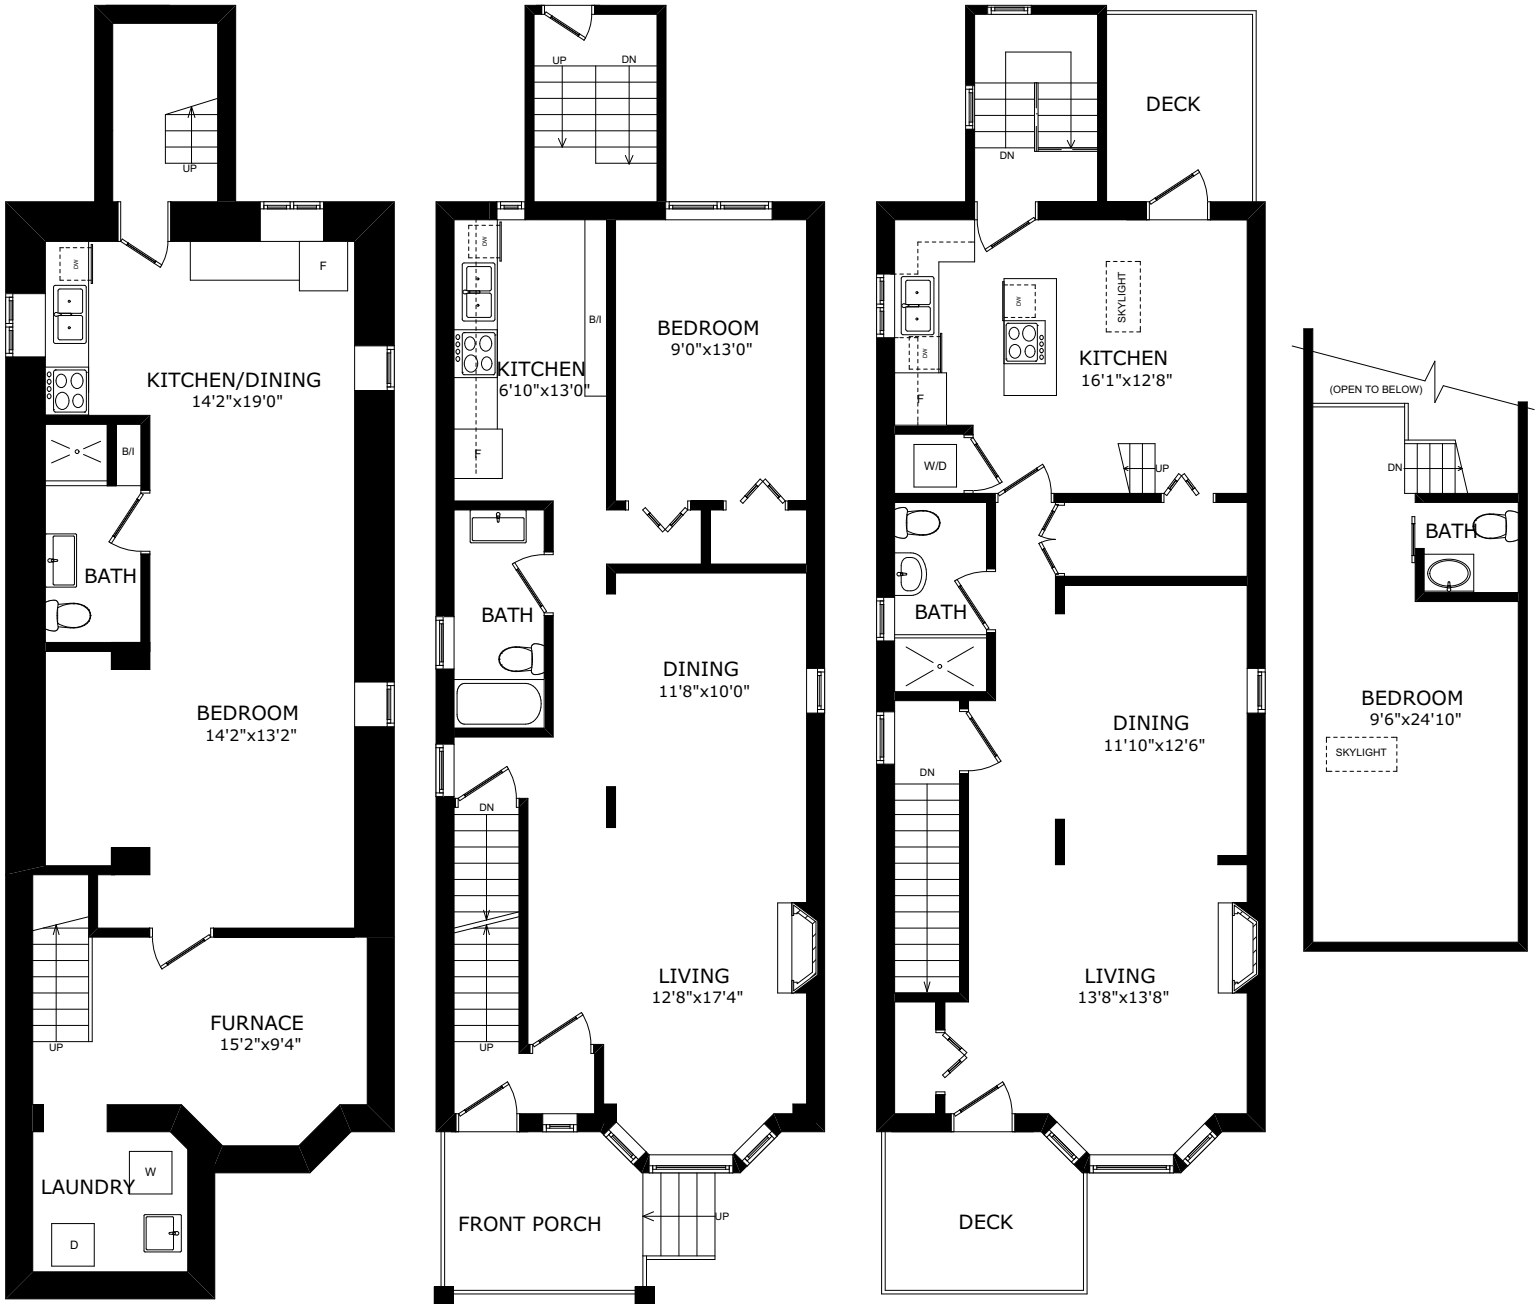 UP
DW
F
KITCHEN/DINING
14'2"x19'0"
B/I
BATH
BEDROOM
14'2"x13'2"
UP
FURNACE
15'2"x9'4"
W
LAUNDRY
D
UP
DN
DW
B/I
KITCHEN
6'10"x13'0"
F
BEDROOM
9'0"x13'0"
BATH
DINING
11'8"x10'0"
DN
LIVING
12'8"x17'4"
UP
FRONT PORCH
UP
DN
DECK
SKYLIGHT
DW
DW
KITCHEN
16'1"x12'8"
F
W/D
UP
BATH
DINING
11'10"x12'6"
DN
LIVING
13'8"x13'8"
DECK
(OPEN TO BELOW)
DN
BATH
BEDROOM
9'6"x24'10"
SKYLIGHT